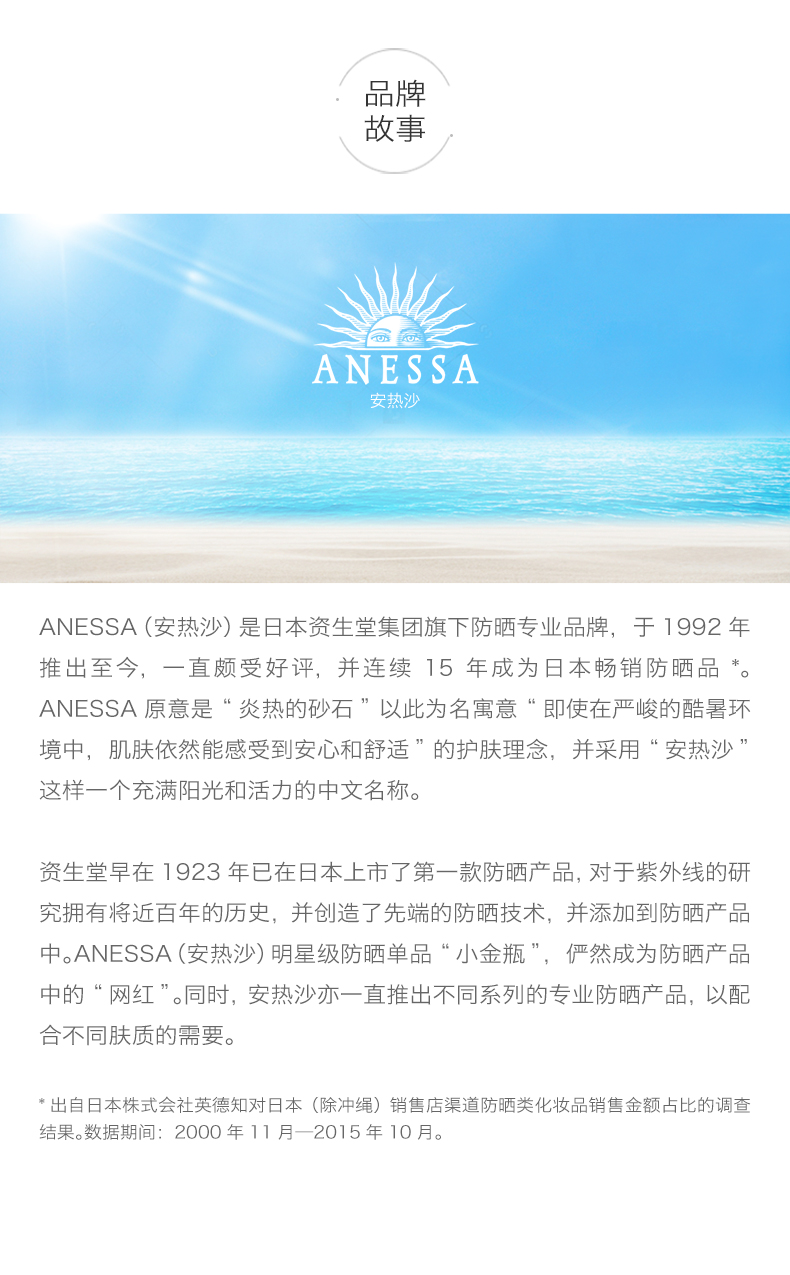 品牌
故事
ANESSA
安热沙
ANESSA（安热沙）是日本资生堂集团旗下防晒专业品牌，于 1992 年
推出至今，一直颇受好评，并连续 15 年成为日本畅销防晒品 *。
ANESSA 原意是“炎热的砂石”以此为名寓意“即使在严峻的酷暑环
境中，肌肤依然能感受到安心和舒适”的护肤理念，并采用“安热沙”
这样一个充满阳光和活力的中文名称。
资生堂早在 1923 年已在日本上市了第一款防晒产品，对于紫外线的研
究拥有将近百年的历史，并创造了先端的防晒技术，并添加到防晒产品
中。ANESSA（安热沙）明星级防晒单品“小金瓶”，俨然成为防晒产品
中的“网红”。同时，安热沙亦一直推出不同系列的专业防晒产品，以配
合不同肤质的需要。
* 出自日本株式会社英德知对日本（除冲绳）销售店渠道防晒类化妆品销售金额占比的调查
结果。数据期间：2000 年 11 月—2015 年 10 月。